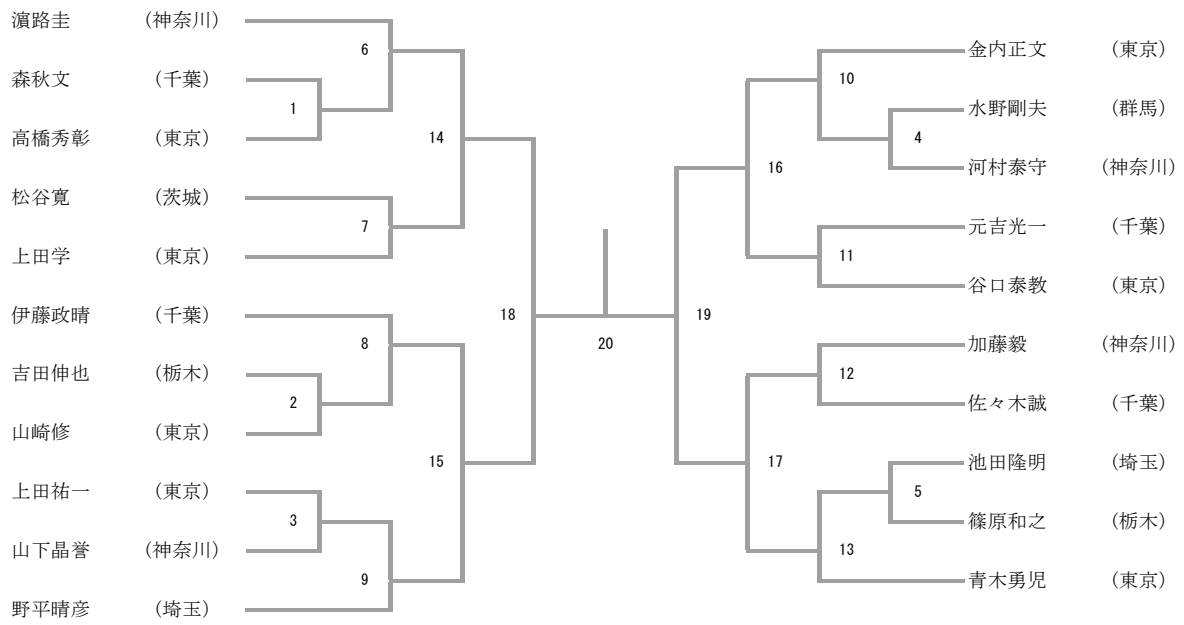 濵路圭 （神奈川）
6
森秋文 （千葉）
1
高橋秀彰 （東京）
14
松谷寛 （茨城）
7
上田学 （東京）
伊藤政晴 （千葉）
18
8
吉田伸也 （栃木）
2
山崎修 （東京）
15
上田祐一 （東京）
3
山下晶誉 （神奈川）
9
野平晴彦 （埼玉）
20
金内正文 （東京）
10
水野剛夫 （群馬）
4
河村泰守 （神奈川）
16
元吉光一 （千葉）
11
谷口泰教 （東京）
19
加藤毅 （神奈川）
12
佐々木誠 （千葉）
17
池田隆明 （埼玉）
5
篠原和之 （栃木）
13
青木勇児 （東京）